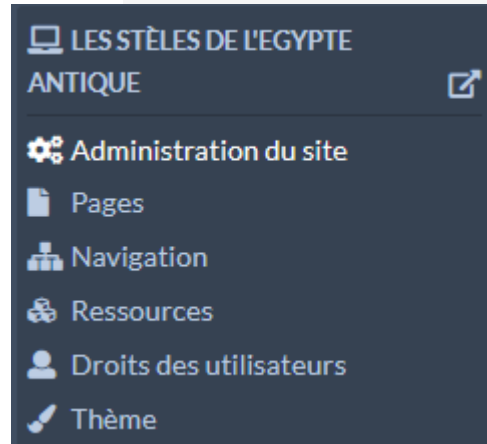 LES STÈLES DE L'EGYPTE
ANTIQUE
Administration du site
Pages
Navigation
Ressources
Droits des utilisateurs
Thème